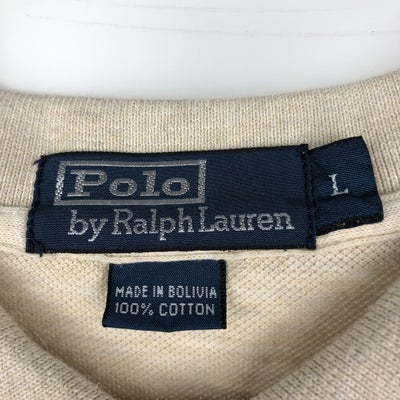 Polo
by Ralph Lauren
L
MADE IN BOLIVIA
100% COTTON